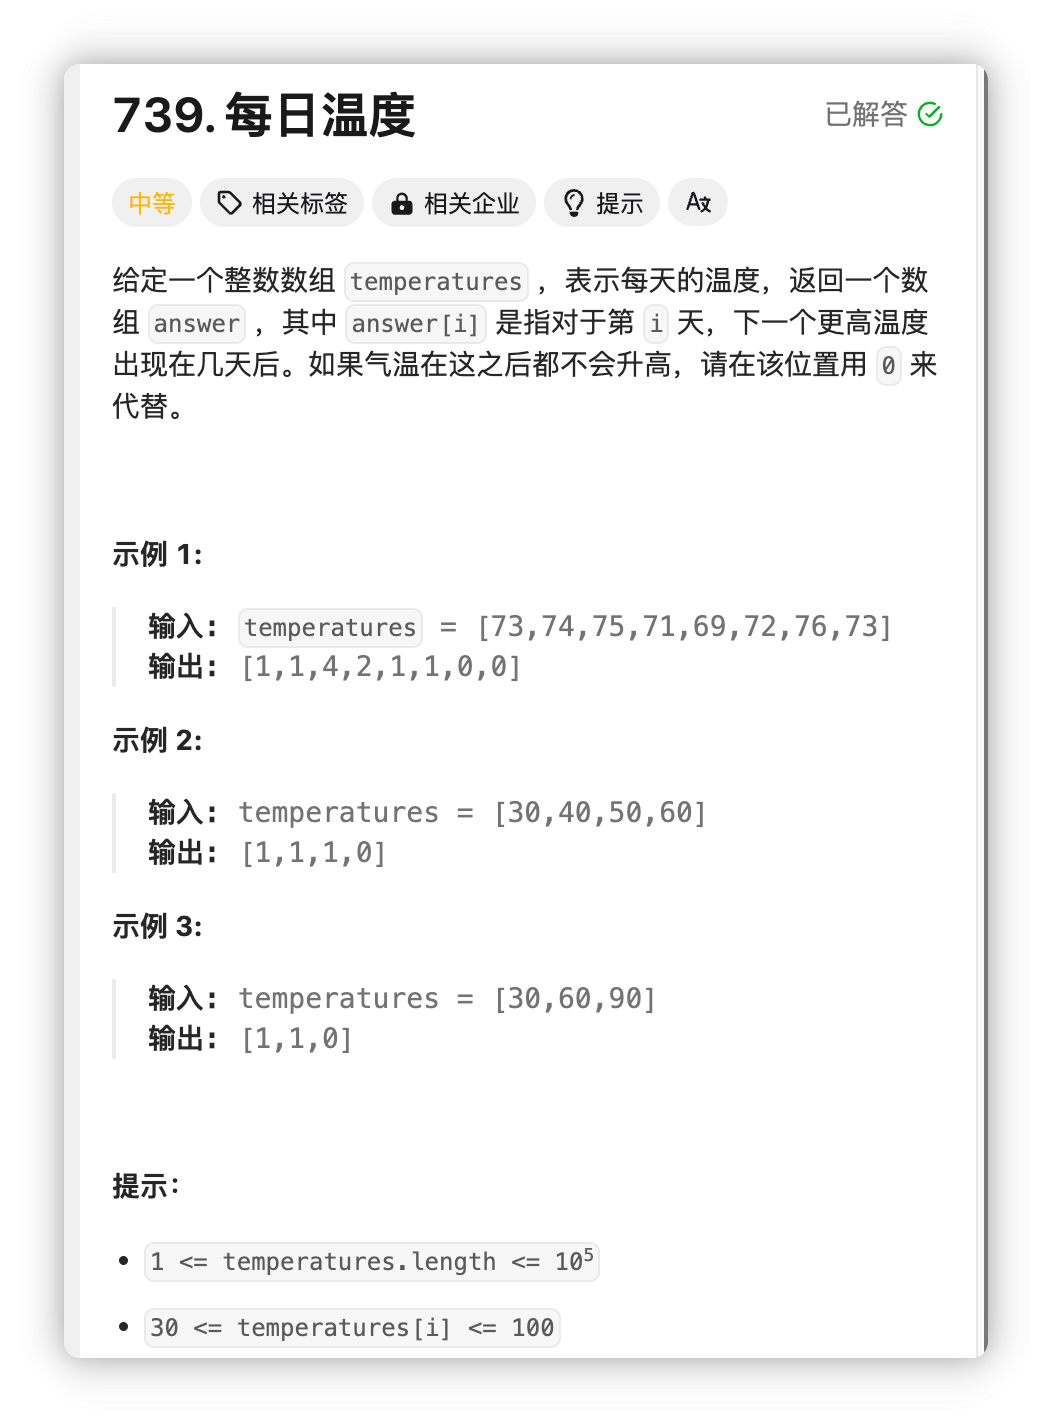 739. 每日温度
已解答
中等 相关标签 相关企业 提示 A文
给定一个整数数组 temperatures ，表示每天的温度，返回一个数
组 answer ，其中 answer[i] 是指对于第 i 天，下一个更高温度
出现在几天后。如果气温在这之后都不会升高，请在该位置用 0 来
代替。
示例 1:
输入: temperatures = [73,74,75,71,69,72,76,73]
输出: [1,1,4,2,1,1,0,0]
示例 2:
输入: temperatures = [30,40,50,60]
输出: [1,1,1,0]
示例 3:
输入: temperatures = [30,60,90]
输出: [1,1,0]
提示：
• 1 <= temperatures.length <= 10⁵
• 30 <= temperatures[i] <= 100